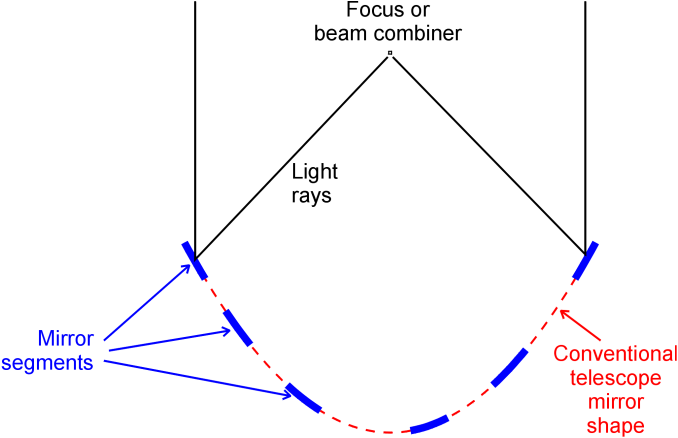 Focus or
beam combiner
Light
rays
Mirror
segments
Conventional
telescope
mirror
shape